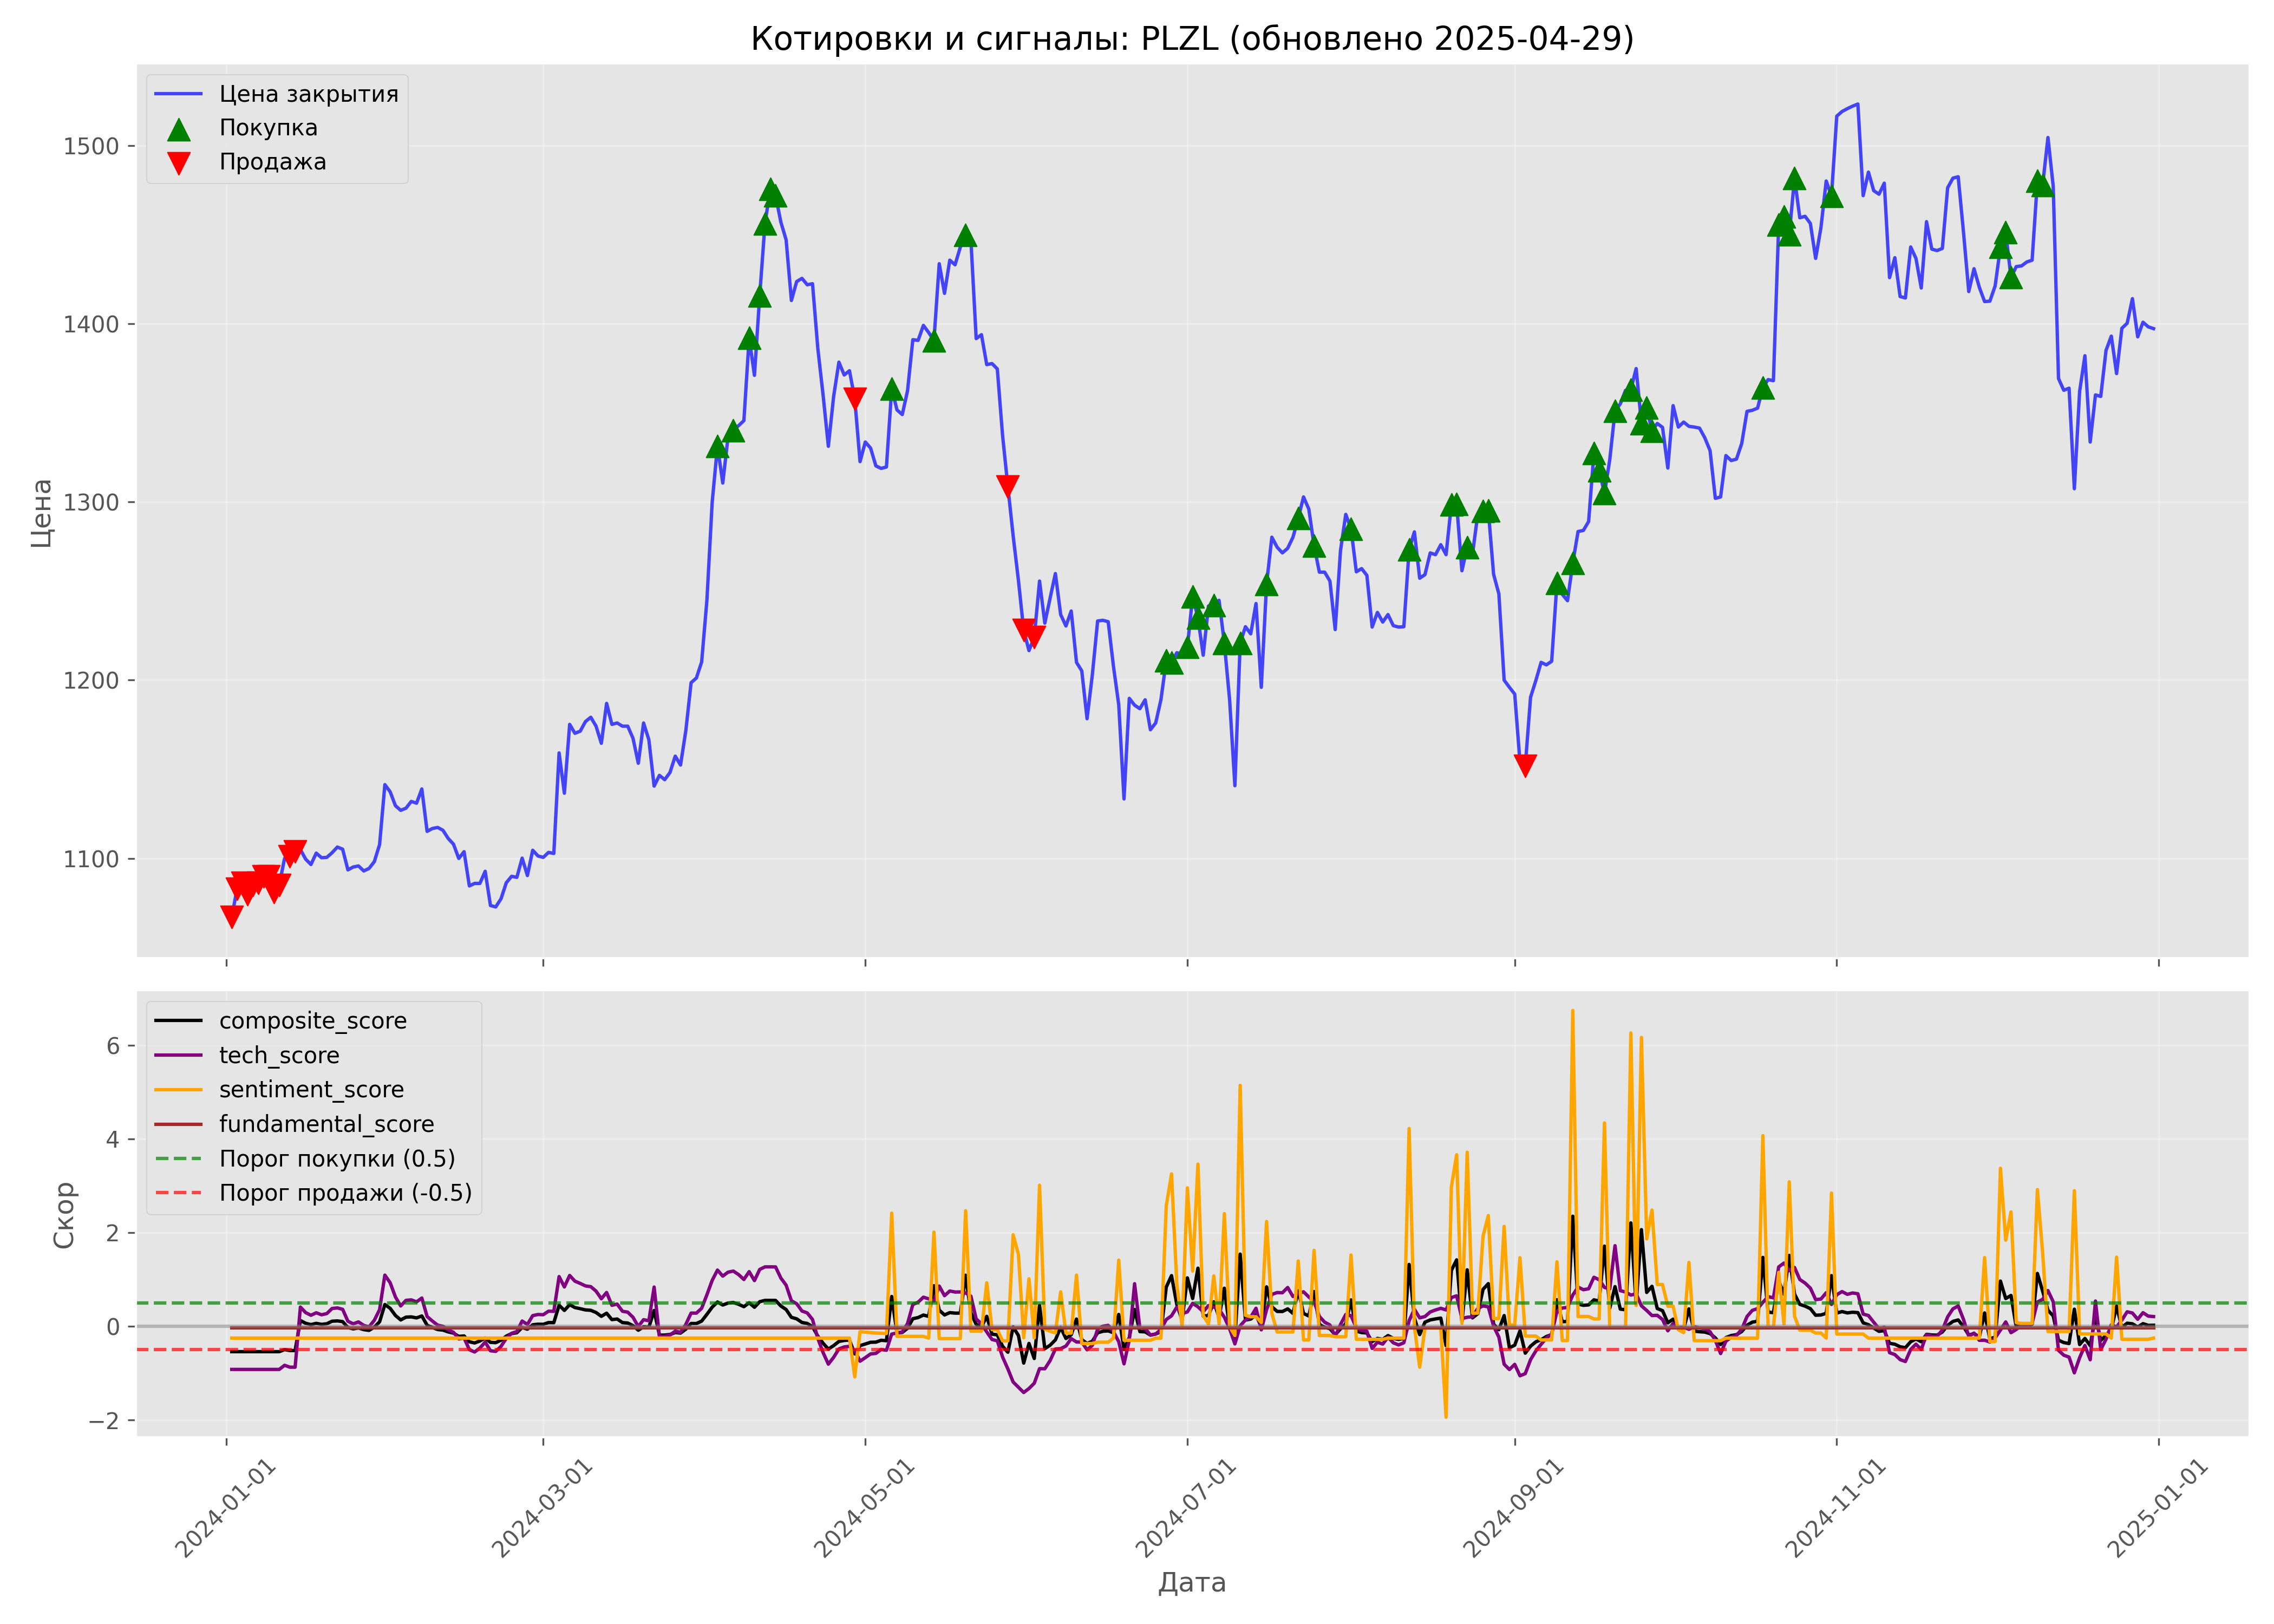 Котировки и сигналы: PLZL (обновлено 2025-04-29)
Цена закрытия
Покупка
Продажа
1500
1400
1300
1200
1100
Цена
composite_score
tech_score
sentiment_score
fundamental_score
Порог покупки (0.5)
Порог продажи (-0.5)
6
4
2
0
−2
Скор
2024-01-01
2024-03-01
2024-05-01
2024-07-01
2024-09-01
2024-11-01
2025-01-01
Дата